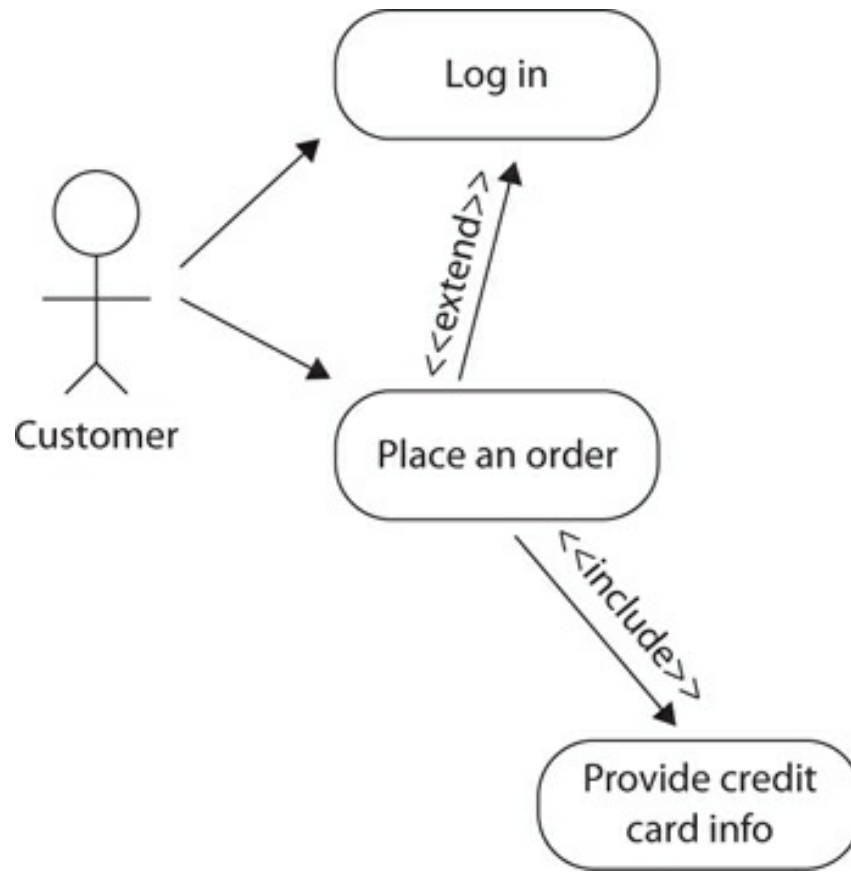 Log in
<<extend>>
Customer
Place an order
<<include>>
Provide credit
card info